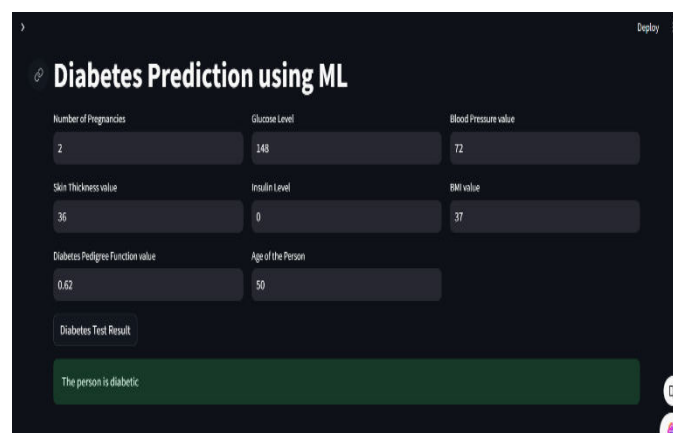 Deploy
Diabetes Prediction using ML
Number of Pregnancies Glucose Level Blood Pressure value
2 148 72
Skin Thickness value Insulin Level BMI value
36 0 37
Diabetes Pedigree Function value Age of the Person
0.62 50
Diabetes Test Result
The person is diabetic